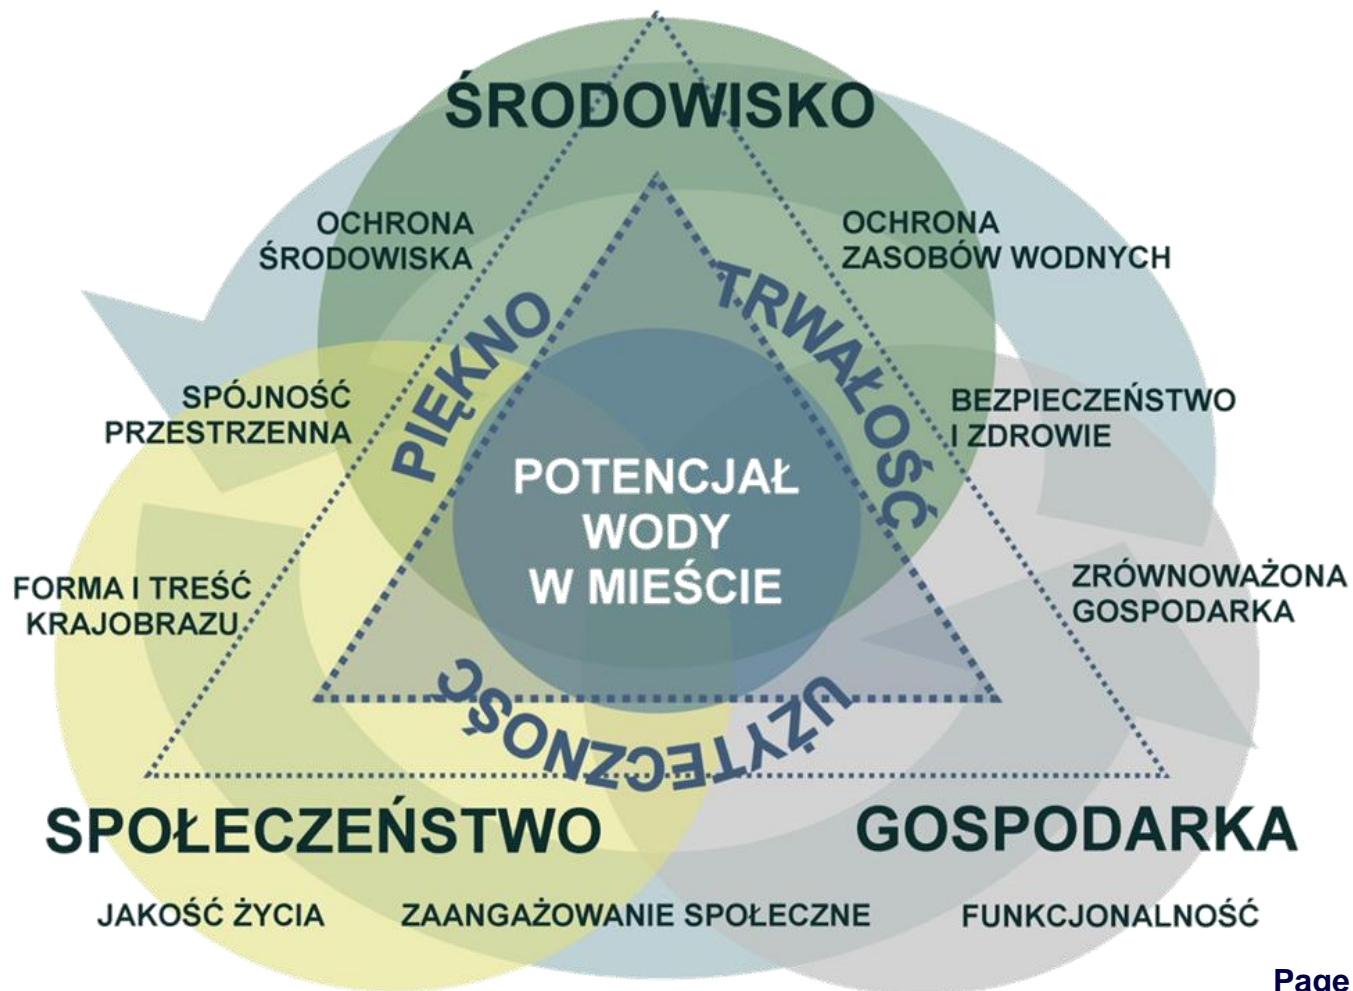 ŚRODOWISKO
OCHRONA
ŚRODOWISKA
OCHRONA
ZASOBÓW WODNYCH
PIĘKNO
TRWAŁOŚĆ
SPÓJNOŚĆ
PRZESTRZENNA
BEZPIECZEŃSTWO
I ZDROWIE
POTENCJAŁ
WODY
W MIEŚCIE
FORMA I TREŚĆ
KRAJOBRAZU
ZRÓWNOWAŻONA
GOSPODARKA
UŻYTECZNOŚĆ
SPOŁECZEŃSTWO
GOSPODARKA
JAKOŚĆ ŻYCIA
ZAANGAŻOWANIE SPOŁECZNE
FUNKCJONALNOŚĆ
Page